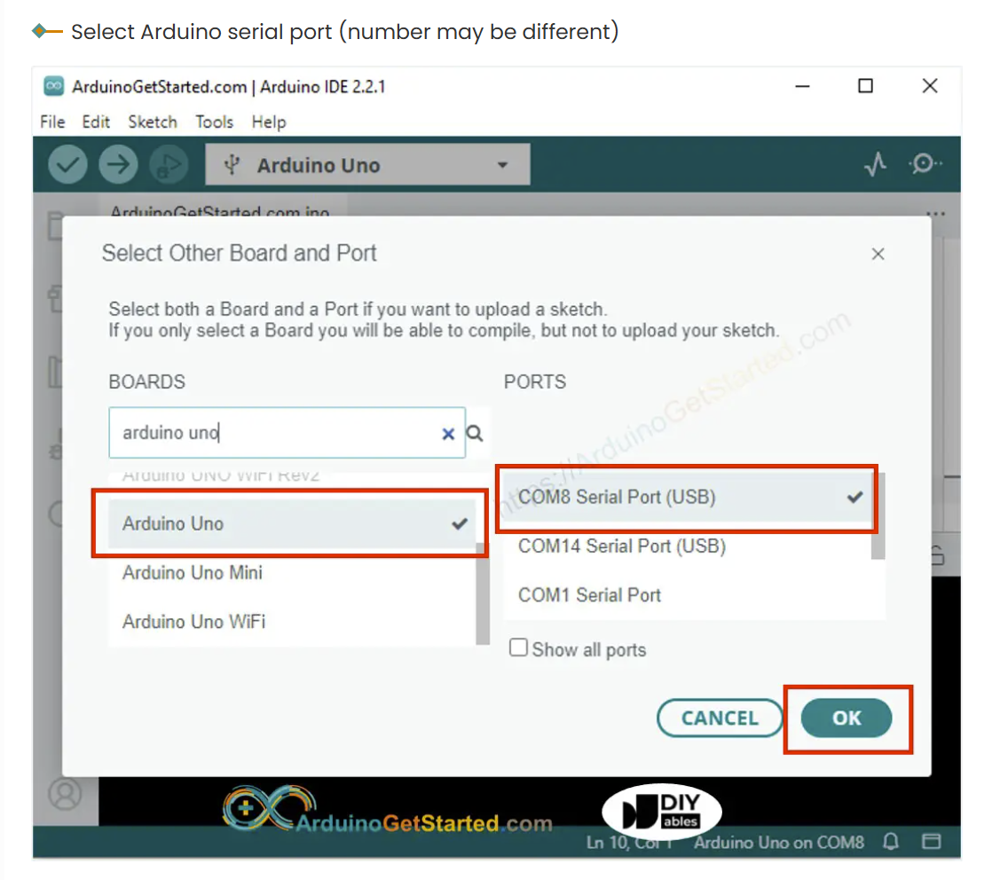 Select Arduino serial port (number may be different)
ArduinoGetStarted.com | Arduino IDE 2.2.1
File Edit Sketch Tools Help
Arduino Uno
ArduinoGetStarted.com.ino
Select Other Board and Port
Select both a Board and a Port if you want to upload a sketch.
If you only select a Board you will be able to compile, but not to upload your sketch.
BOARDS
PORTS
arduino uno
Arduino UNO WiFi Rev2
Arduino Uno
Arduino Uno Mini
Arduino Uno WiFi
COM8 Serial Port (USB)
COM14 Serial Port (USB)
COM1 Serial Port
Show all ports
https://ArduinoGetStarted.com
CANCEL
OK
ArduinoGetStarted.com
DIY
ables
Ln 10, Col 1 Arduino Uno on COM8